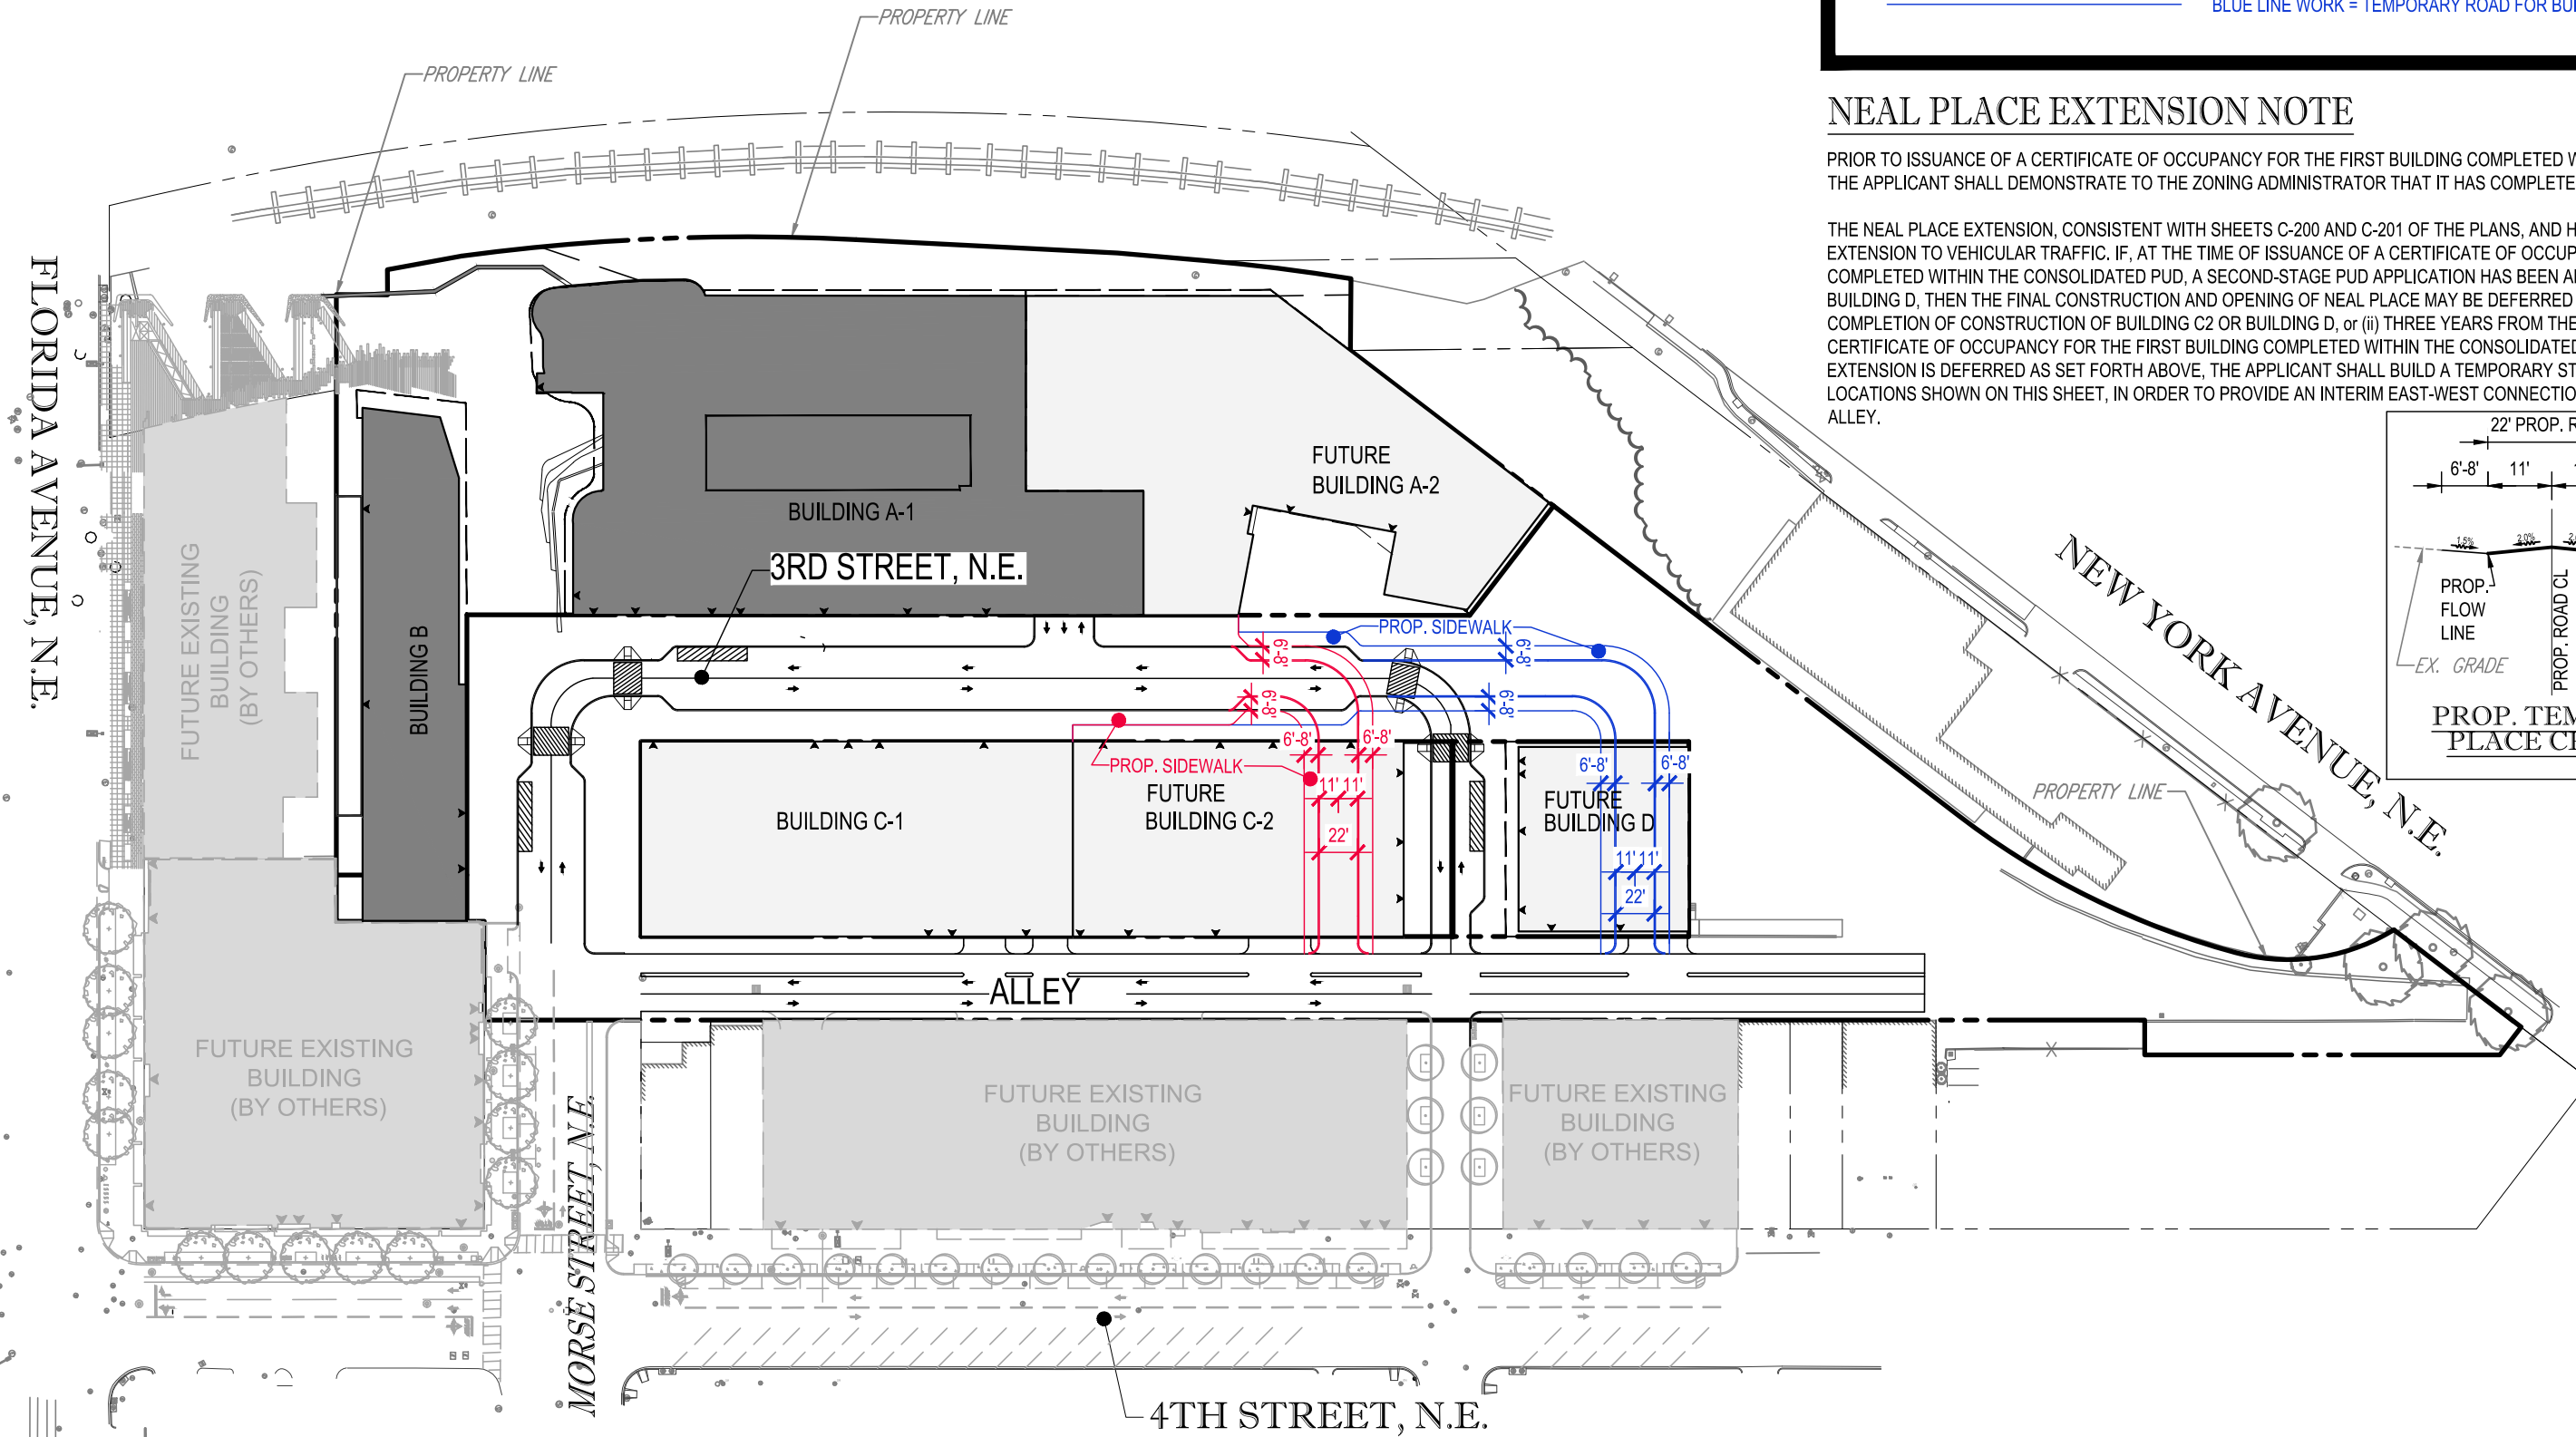 BLUE LINE WORK = TEMPORARY ROAD FOR
NEAL PLACE EXTENSION NOTE
PRIOR TO ISSUANCE OF A CERTIFICATE OF OCCUPANCY FOR THE FIRST BUILDING COMPLETED
THE APPLICANT SHALL DEMONSTRATE TO THE ZONING ADMINISTRATOR THAT IT HAS
THE NEAL PLACE EXTENSION, CONSISTENT WITH SHEETS C-200 AND C-201 OF THE PLANS, AND
EXTENSION TO VEHICULAR TRAFFIC. IF, AT THE TIME OF ISSUANCE OF A CERTIFICATE OF
COMPLETED WITHIN THE CONSOLIDATED PUD, A SECOND-STAGE PUD APPLICATION HAS BEEN
BUILDING D, THEN THE FINAL CONSTRUCTION AND OPENING OF NEAL PLACE MAY BE DEFERRED
COMPLETION OF CONSTRUCTION OF BUILDING C2 OR BUILDING D, or (ii) THREE YEARS FROM THE
CERTIFICATE OF OCCUPANCY FOR THE FIRST BUILDING COMPLETED WITHIN THE
EXTENSION IS DEFERRED AS SET FORTH ABOVE, THE APPLICANT SHALL BUILD A TEMPORARY
LOCATIONS SHOWN ON THIS SHEET, IN ORDER TO PROVIDE AN INTERIM EAST-WEST
ALLEY.
22' PROP.
6'-8' 11'
1.5% 2.0%
PROP.
FLOW
LINE
PROP. ROAD CL
EX. GRADE
PROP.
PLACE
PROPERTY LINE
PROPERTY LINE
PROPERTY LINE
FLORIDA AVENUE, N.E.
NEW YORK AVENUE, N.E.
MORSE STREET, N.E.
4TH STREET, N.E.
3RD STREET, N.E.
ALLEY
BUILDING A-1
FUTURE
BUILDING A-2
BUILDING B
BUILDING C-1
FUTURE
BUILDING C-2
FUTURE
BUILDING D
PROP. SIDEWALK
PROP. SIDEWALK
6'-8'
6'-8'
6'-8'
6'-8'
6'-8' 6'-8'
11' 11'
22'
6'-8' 6'-8'
11' 11'
22'
FUTURE EXISTING
BUILDING
(BY OTHERS)
FUTURE EXISTING
BUILDING
(BY OTHERS)
FUTURE EXISTING
BUILDING
(BY OTHERS)
FUTURE EXISTING
BUILDING
(BY OTHERS)